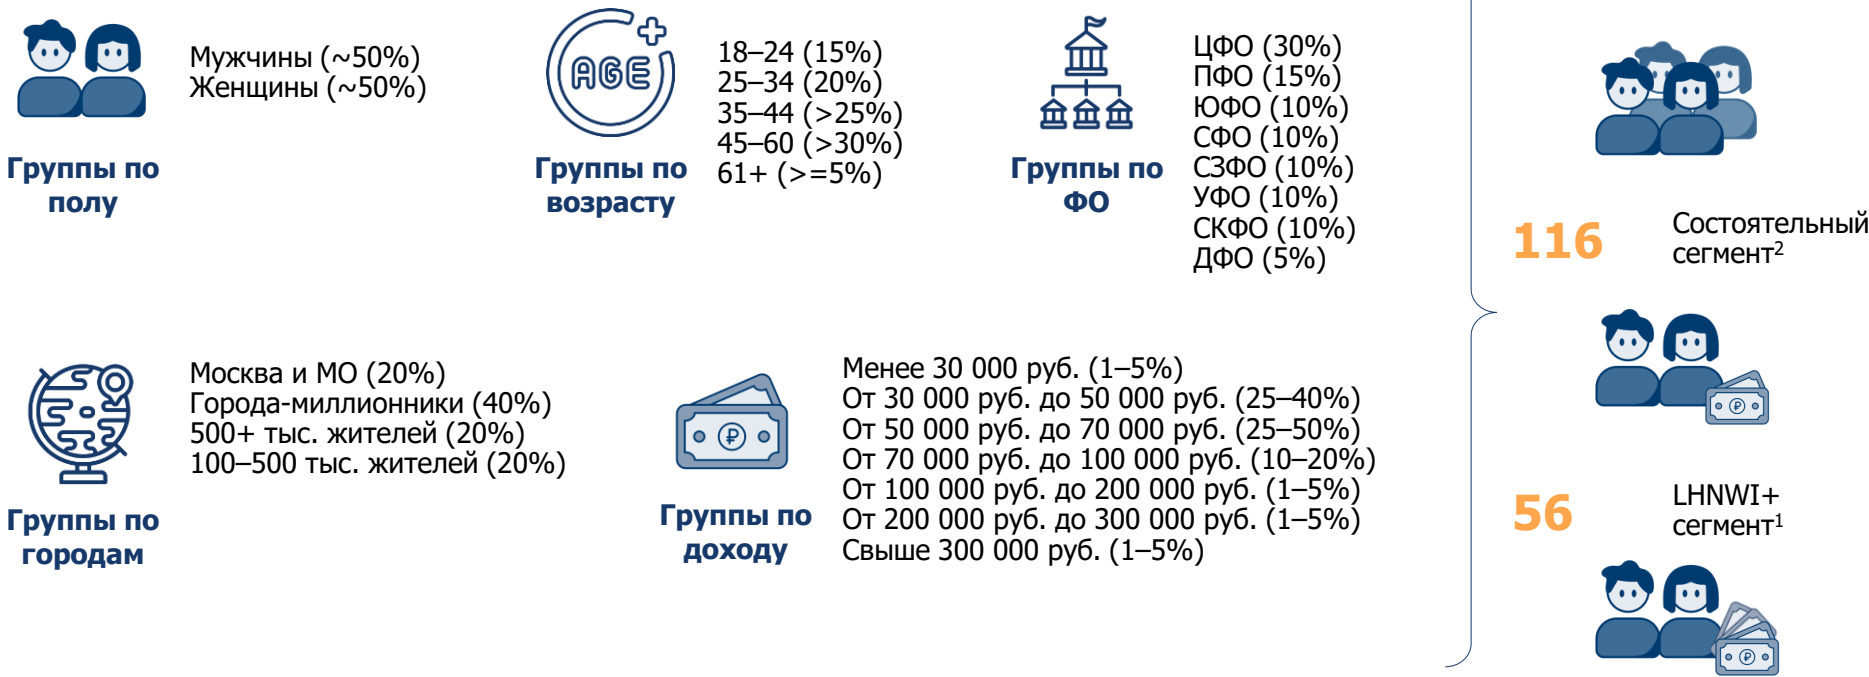 Мужчины (~50%)
Женщины (~50%)
Группы по
полу
AGE
18–24 (15%)
25–34 (20%)
35–44 (>25%)
45–60 (>30%)
61+ (>=5%)
Группы по
возрасту
ЦФО (30%)
ПФО (15%)
ЮФО (10%)
СФО (10%)
СЗФО (10%)
УФО (10%)
СКФО (10%)
ДФО (5%)
Группы по
ФО
Москва и МО (20%)
Города-миллионники (40%)
500+ тыс. жителей (20%)
100–500 тыс. жителей (20%)
Группы по
городам
Менее 30 000 руб. (1–5%)
От 30 000 руб. до 50 000 руб. (25–40%)
От 50 000 руб. до 70 000 руб. (25–50%)
От 70 000 руб. до 100 000 руб. (10–20%)
От 100 000 руб. до 200 000 руб. (1–5%)
От 200 000 руб. до 300 000 руб. (1–5%)
Свыше 300 000 руб. (1–5%)
₽
Группы по
доходу
116
Состоятельный
сегмент²
₽
56
LHNWI+
сегмент¹
₽